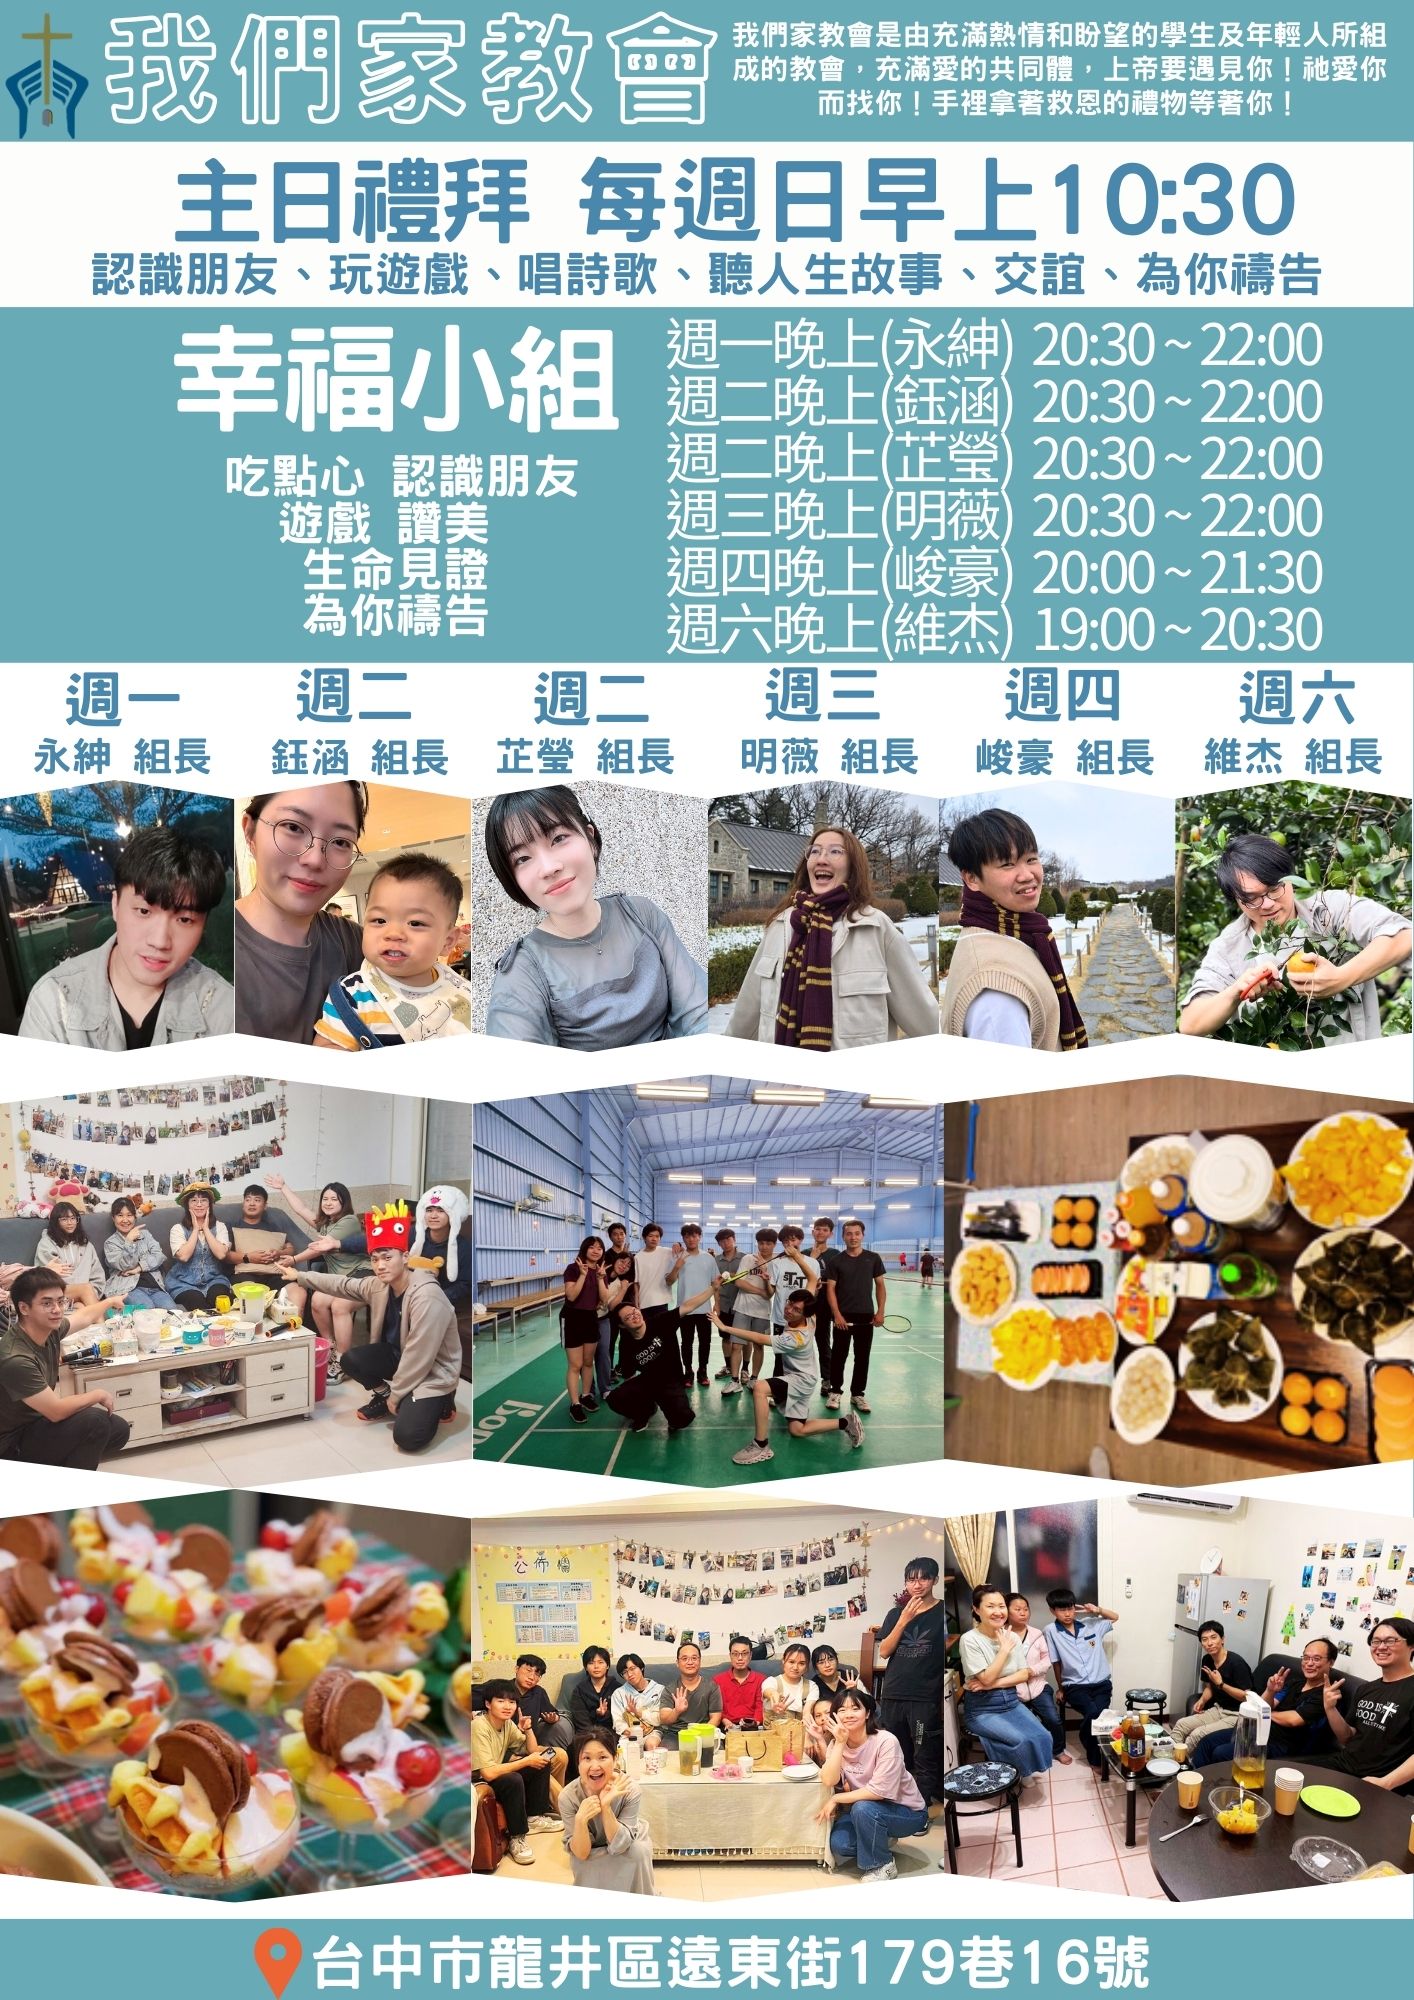 我們家教會
我們家教會是由充滿熱情和盼望的學生及年輕人所組
成的教會，充滿愛的共同體，上帝要遇見你！祂愛你
而找你！手裡拿著救恩的禮物等著你！
主日禮拜 每週日早上10:30
認識朋友、玩遊戲、唱詩歌、聽人生故事、交誼、為你禱告
幸福小組
吃點心 認識朋友
遊戲 讚美
生命見證
為你禱告
週一晚上(永紳) 20:30 ~ 22:00
週二晚上(鈺涵) 20:30 ~ 22:00
週二晚上(芷瑩) 20:30 ~ 22:00
週三晚上(明薇) 20:30 ~ 22:00
週四晚上(峻豪) 20:00 ~ 21:30
週六晚上(維杰) 19:00 ~ 20:30
週一
永紳 組長
週二
鈺涵 組長
週二
芷瑩 組長
週三
明薇 組長
週四
峻豪 組長
週六
維杰 組長
GOD IS
GOOD
公佈欄
GOD IS
GOOD
ALL TIME
台中市龍井區遠東街179巷16號